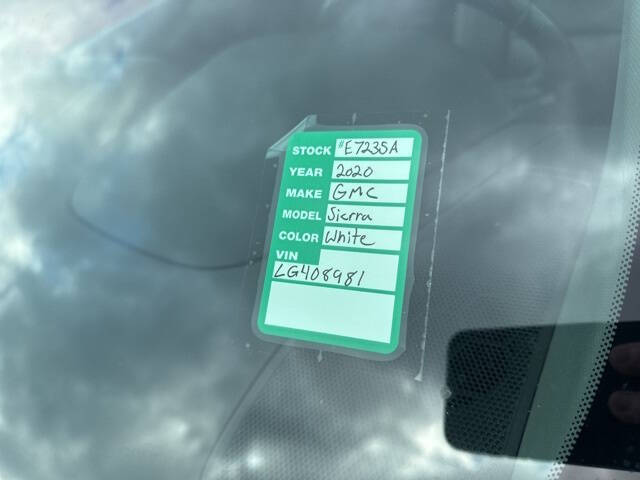 STOCK #E7235A
YEAR 2020
MAKE GMC
MODEL Sierra
COLOR White
VIN
LG408981